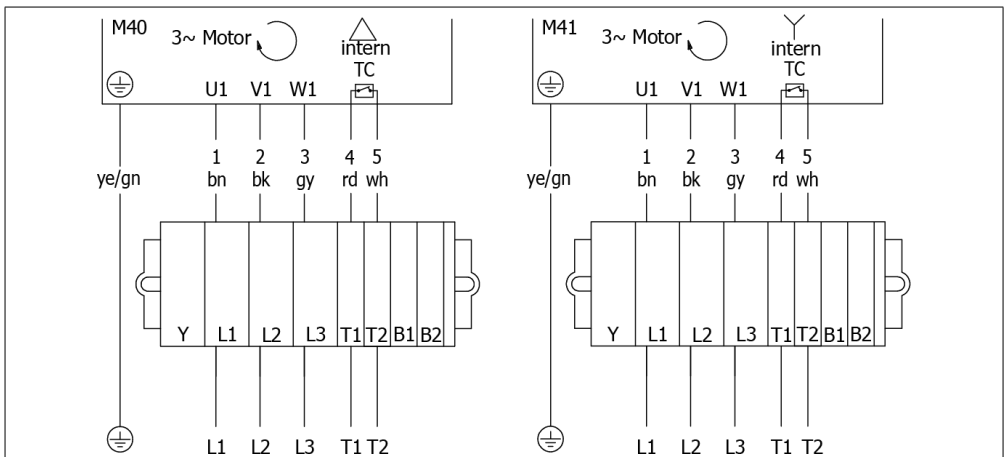 M40
3~ Motor
intern
TC
U1 V1 W1
1 2 3 4 5
ye/gn bn bk gy rd wh
Y L1 L2 L3 T1 T2 B1 B2
L1 L2 L3 T1 T2
M41
3~ Motor
intern
TC
U1 V1 W1
1 2 3 4 5
ye/gn bn bk gy rd wh
Y L1 L2 L3 T1 T2 B1 B2
L1 L2 L3 T1 T2